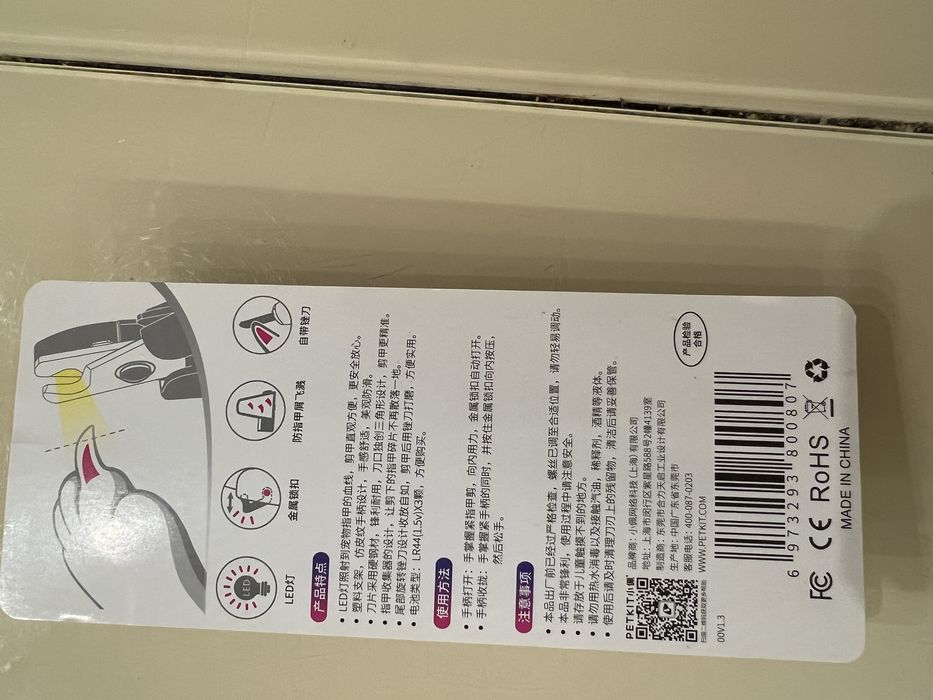 LED
LED灯
金属锁扣
防指甲屑飞溅
自带锉刀
产品特点
• LED灯照射到宠物指甲的血线，剪甲直观方便，更安全放心。
• 塑料支架，仿皮纹手柄设计，手感舒适，美观防滑。
• 刀片采用硬钢材，锋利耐用，刀口独创三角形设计，剪甲更精准。
• 指甲收集器的设计，让剪下的指甲碎片不再散落一地。
• 尾部旋转锉刀设计收放自如，剪甲后用锉刀打磨，方便实用。
• 电池类型：LR44(1.5v)X3颗，方便购买。
使用方法
• 手柄打开：手掌握紧指甲剪，向内用力，金属锁扣自动打开。
• 手柄收拢：手掌握紧手柄的同时，并按住金属锁扣向内按压，
然后松手。
注意事项
• 本品出厂前已经过严格检查，螺丝已调至合适位置，请勿轻易调动。
• 本品非常锋利，使用过程中请注意安全。
• 请存放于儿童触摸不到的地方。
• 请勿用热水消毒以及接触汽油，稀释剂，酒精等液体。
• 使用后请及时清理刀刃上的残留物，清洁后请妥善保管。
PETKIT小佩
扫描二维码获取更多帮助
00V1.3
品牌商：小佩网络科技（上海）有限公司
地址：上海市闵行区紫星路588号2幢4139室
制造商：东莞市合力天启工业设计有限公司
生产地：中国广东省东莞市
客服电话：400-087-0203
WWW.PETKIT.COM
产品检验
合格
6 973293 800807
FC CE RoHS
MADE IN CHINA